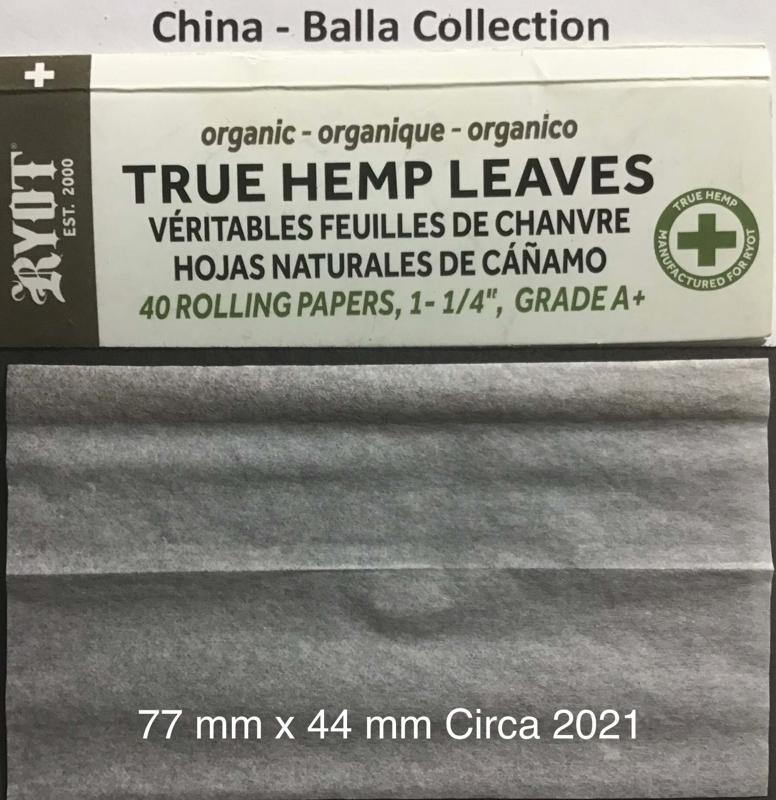 China - Balla Collection
RYOT®
EST. 2000
organic - organique - organico
TRUE HEMP LEAVES
VÉRITABLES FEUILLES DE CHANVRE
HOJAS NATURALES DE CÁÑAMO
40 ROLLING PAPERS, 1- 1/4", GRADE A+
TRUE HEMP
MANUFACTURED FOR RYOT
77 mm x 44 mm Circa 2021